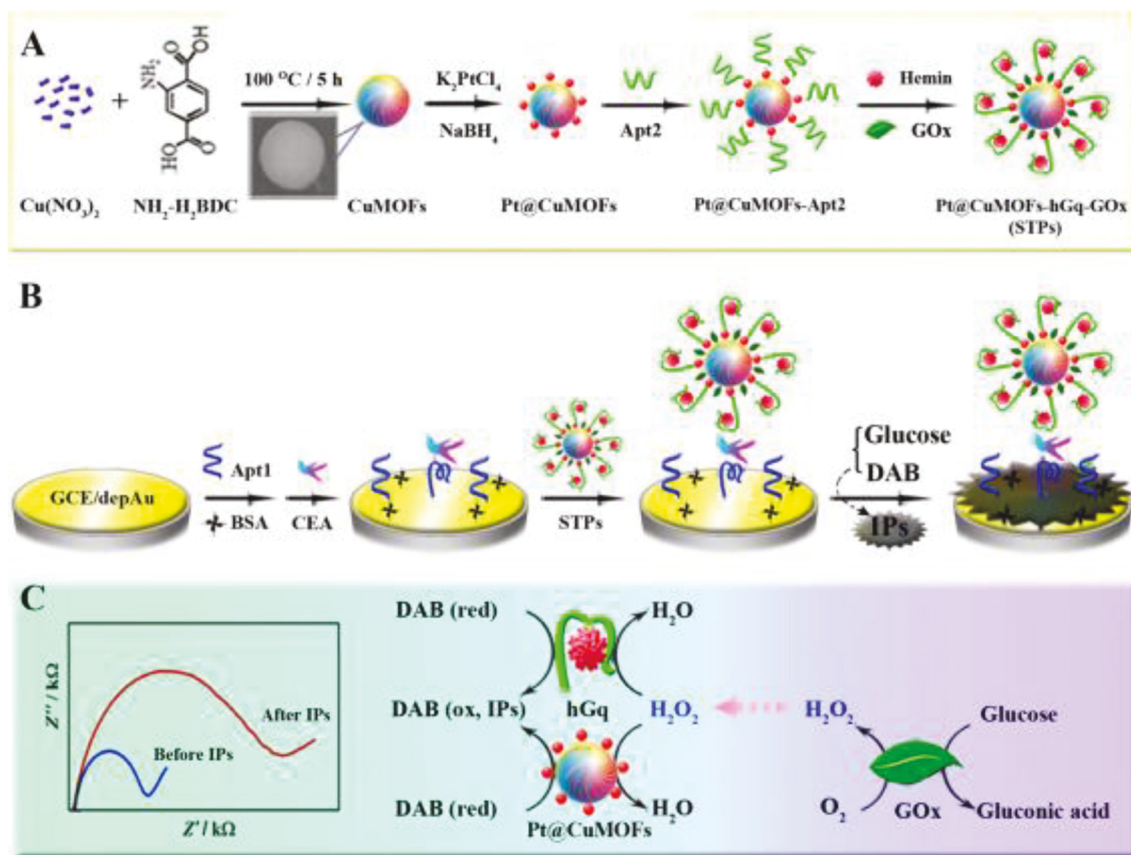 A
NH₂
OH
O
O
OH
100 °C / 5 h
K₂PtCl₄
NaBH₄
Apt2
Hemin
GOx
Cu(NO₃)₂
NH₂-H₂BDC
CuMOFs
Pt@CuMOFs
Pt@CuMOFs-Apt2
Pt@CuMOFs-hGq-GOx
(STPs)
B
GCE/depAu
Apt1
BSA
CEA
STPs
Glucose
DAB
IPs
C
Z'' / kΩ
After IPs
Before IPs
Z' / kΩ
DAB (red)
H₂O
DAB (ox, IPs)
hGq
H₂O₂
H₂O₂
Glucose
DAB (red)
H₂O
Pt@CuMOFs
O₂
GOx
Gluconic acid